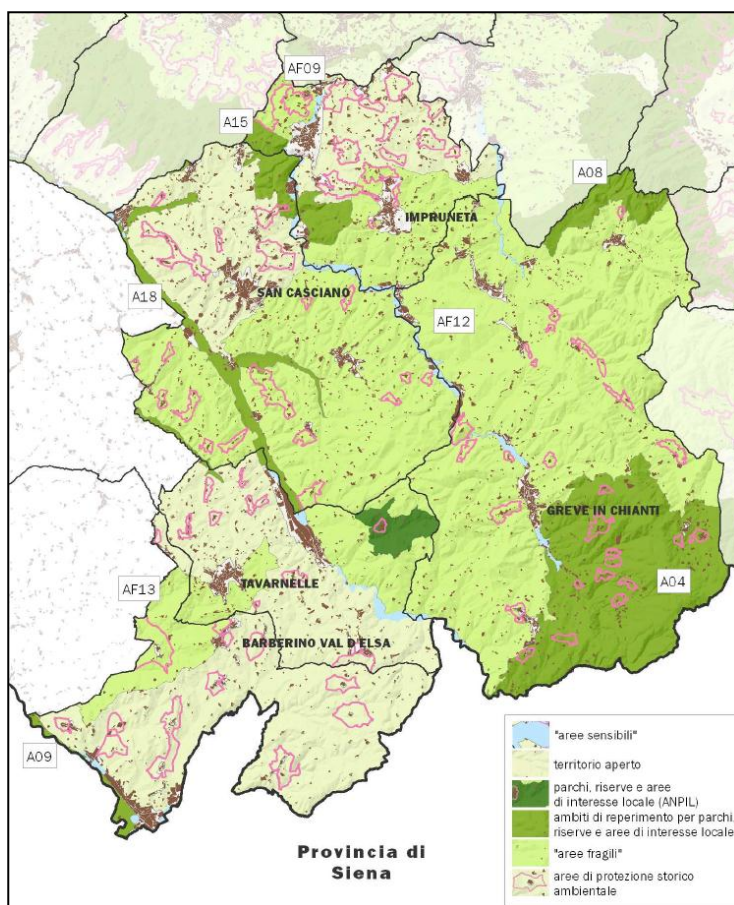 AF09
A15
A08
IMPRUNETA
A18
SAN CASCIANO
AF12
GREVE IN CHIANTI
A04
TAVARNELLE
AF13
BARBERINO VAL D'ELSA
A09
Provincia di
Siena
"aree sensibili"
territorio aperto
parchi, riserve e aree
di interesse locale (ANPIL)
ambiti di reperimento per parchi,
riserve e aree di interesse locale
"aree fragili"
aree di protezione storico
ambientale